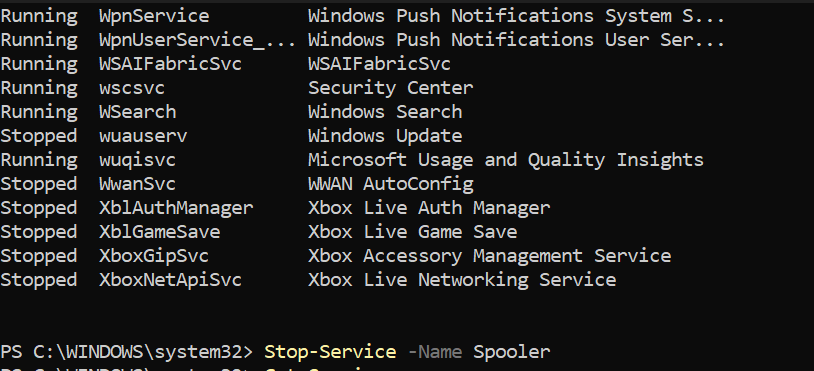 Running  WpnService         Windows Push Notifications System S...
Running  WpnUserService_... Windows Push Notifications User Ser...
Running  WSAIFabricSvc      WSAIFabricSvc
Running  wscsvc             Security Center
Running  WSearch            Windows Search
Stopped  wuauserv           Windows Update
Running  wuqisvc            Microsoft Usage and Quality Insights
Stopped  WwanSvc            WWAN AutoConfig
Stopped  XblAuthManager     Xbox Live Auth Manager
Stopped  XblGameSave        Xbox Live Game Save
Stopped  XboxGipSvc         Xbox Accessory Management Service
Stopped  XboxNetApiSvc      Xbox Live Networking Service
PS C:\WINDOWS\system32> Stop-Service -Name Spooler
PS C:\WINDOWS\system32>